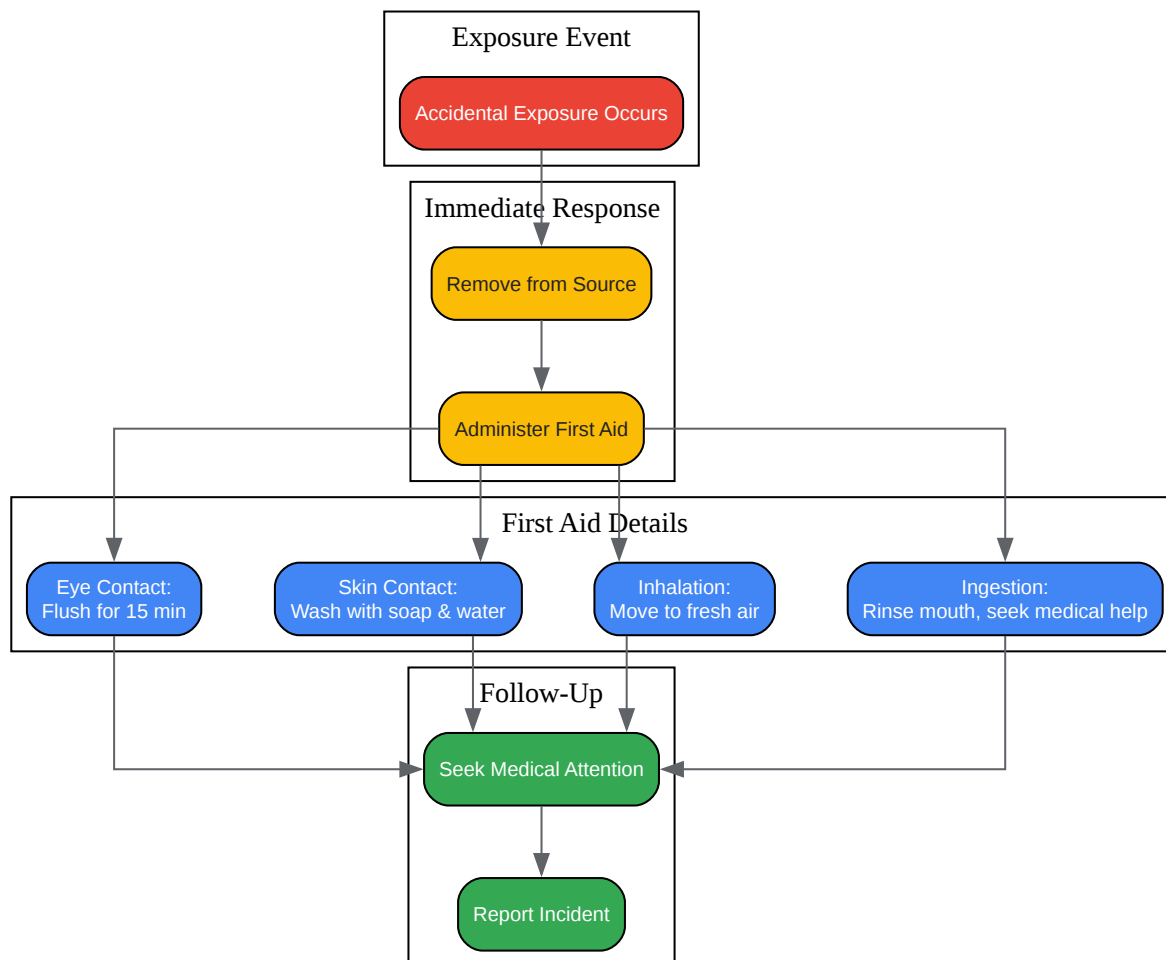 Exposure Event
Accidental Exposure Occurs
Immediate Response
Remove from Source
Administer First Aid
First Aid Details
Eye Contact:
Flush for 15 min
Skin Contact:
Wash with soap & water
Inhalation:
Move to fresh air
Ingestion:
Rinse mouth, seek medical help
Follow-Up
Seek Medical Attention
Report Incident